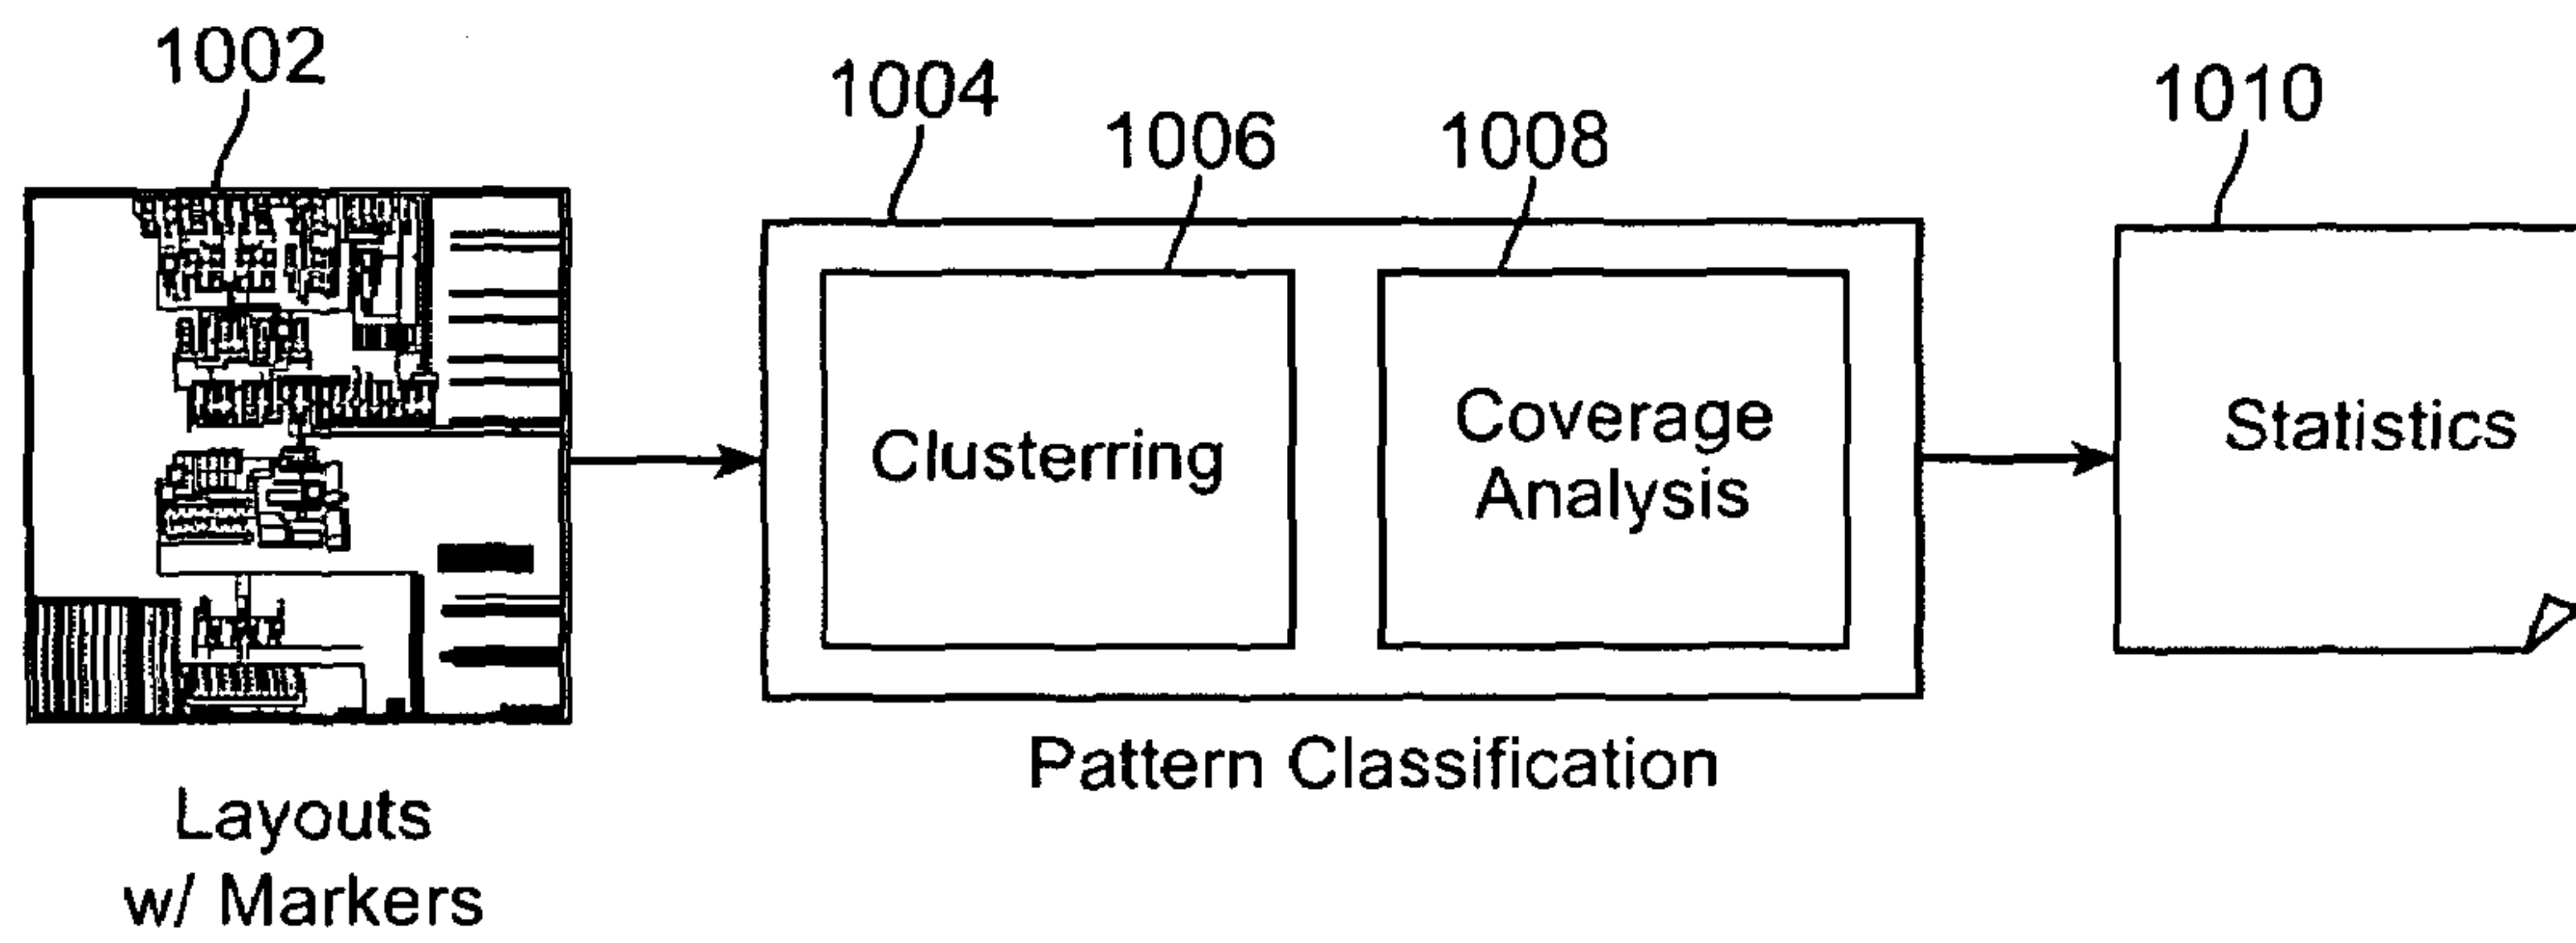 1002
1004
1006
1008
1010
Clusterring
Coverage
Analysis
Statistics
Pattern Classification
Layouts
w/ Markers